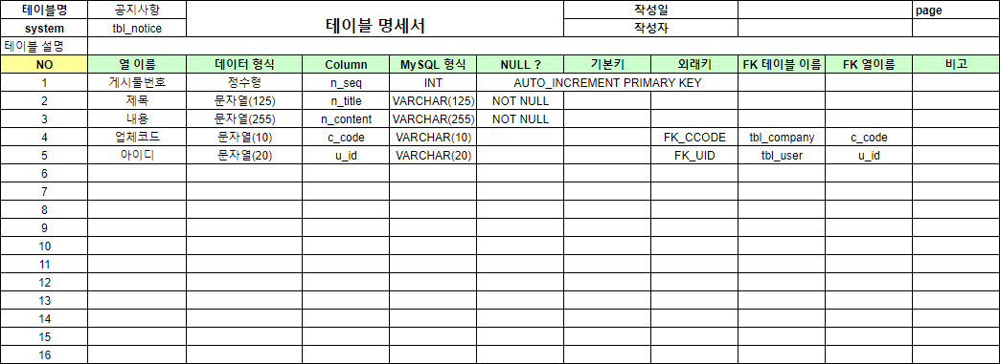 테이블명 공지사항 테이블 명세서 작성일 page
system tbl_notice 작성자
테이블 설명
NO 열 이름 데이터 형식 Column MySQL 형식 NULL ? 기본키 외래키 FK 테이블 이름 FK 열이름 비고
1 게시물번호 정수형 n_seq INT AUTO_INCREMENT PRIMARY KEY
2 제목 문자열(125) n_title VARCHAR(125) NOT NULL
3 내용 문자열(255) n_content VARCHAR(255) NOT NULL
4 업체코드 문자열(10) c_code VARCHAR(10) FK_CCODE tbl_company c_code
5 아이디 문자열(20) u_id VARCHAR(20) FK_UID tbl_user u_id
6
7
8
9
10
11
12
13
14
15
16